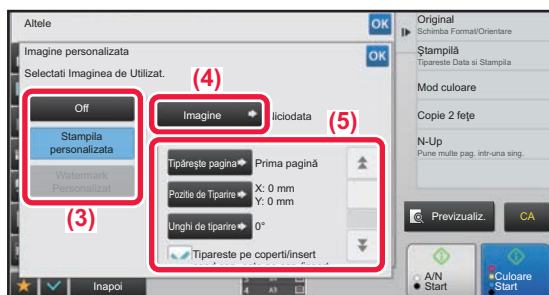 Altele
OK
Imagine personalizata
OK
Selectati Imaginea de Utilizat.
Off
Stampila
personalizata
Watermark
Personalizat
(3)
(4)
Imagine
liciodata
(5)
Tipăreşte pagina
Prima pagină
Pozitie de Tiparire
X: 0 mm
Y: 0 mm
Unghi de tiparire
0°
Tipareste pe coperti/insert
Inapoi
Original
Schimba Format/Orientare
Ştampilă
Tipareste Data si Stampila
Mod culoare
Copie 2 feţe
N-Up
Pune multe pag. intr-una sing.
Previzualiz.
CA
A/N
Start
Culoare
Start